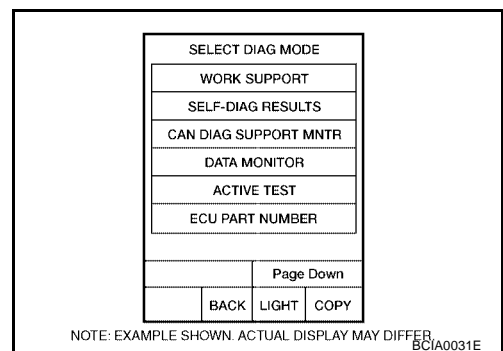 SELECT DIAG MODE
WORK SUPPORT
SELF-DIAG RESULTS
CAN DIAG SUPPORT MNTR
DATA MONITOR
ACTIVE TEST
ECU PART NUMBER
Page Down
BACK LIGHT COPY
NOTE: EXAMPLE SHOWN. ACTUAL DISPLAY MAY DIFFER.
BCIA0031E